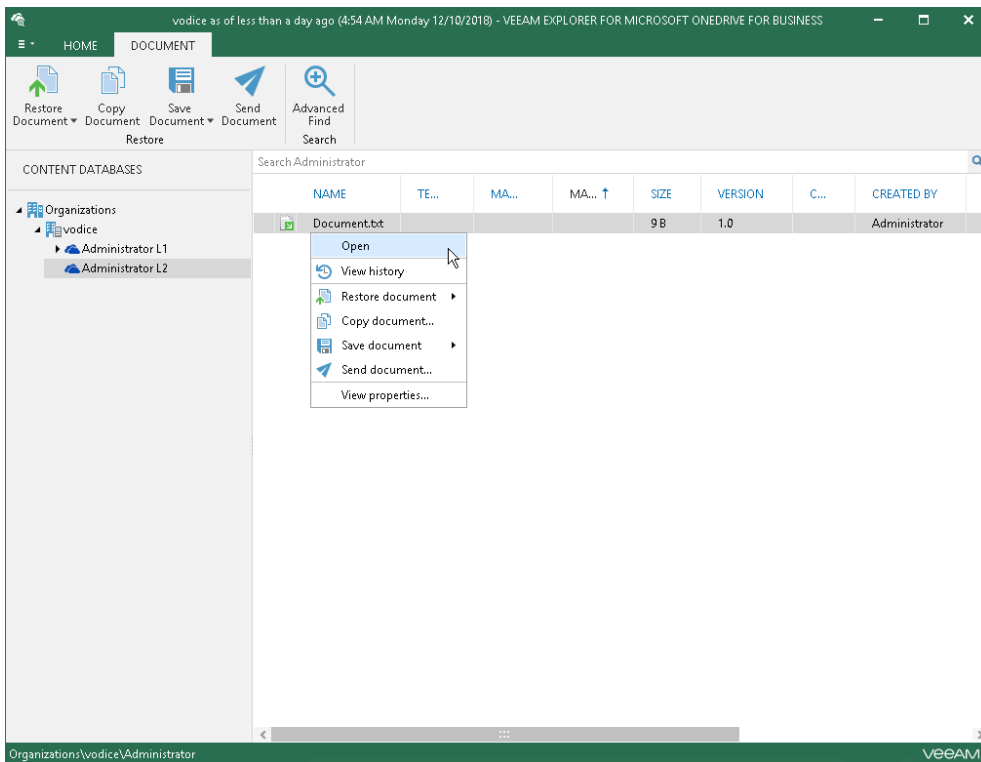 vodice as of less than a day ago (4:54 AM Monday 12/10/2018) - VEEAM EXPLORER FOR MICROSOFT ONEDRIVE FOR BUSINESS
HOME DOCUMENT
Restore Document Copy Document Save Document Send Document Advanced Find
Restore Search
CONTENT DATABASES
Search Administrator
NAME TE... MA... MA... SIZE VERSION C... CREATED BY
Organizations
vodice
Administrator L1
Administrator L2
Document.txt 9 B 1.0 Administrator
Open
View history
Restore document
Copy document...
Save document
Send document...
View properties...
Organizations\vodice\Administrator veeAM